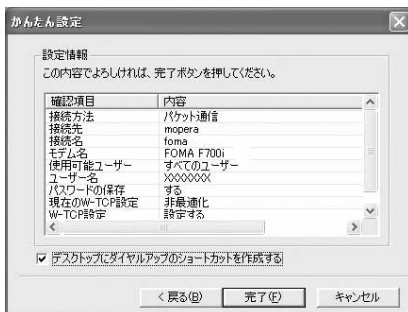 かんたん設定
設定情報
この内容でよろしければ、完了ボタンを押してください。
確認項目 内容
接続方法 パケット通信
接続先 mopera
接続名 foma
モデム名 FOMA F700i
使用可能ユーザー すべてのユーザー
ユーザー名 XXXXXXX
パスワードの保存 する
現在のW-TCP設定 非最適化
W-TCP設定 設定する
デスクトップにダイヤルアップのショートカットを作成する
< 戻る(B) 完了(F) キャンセル